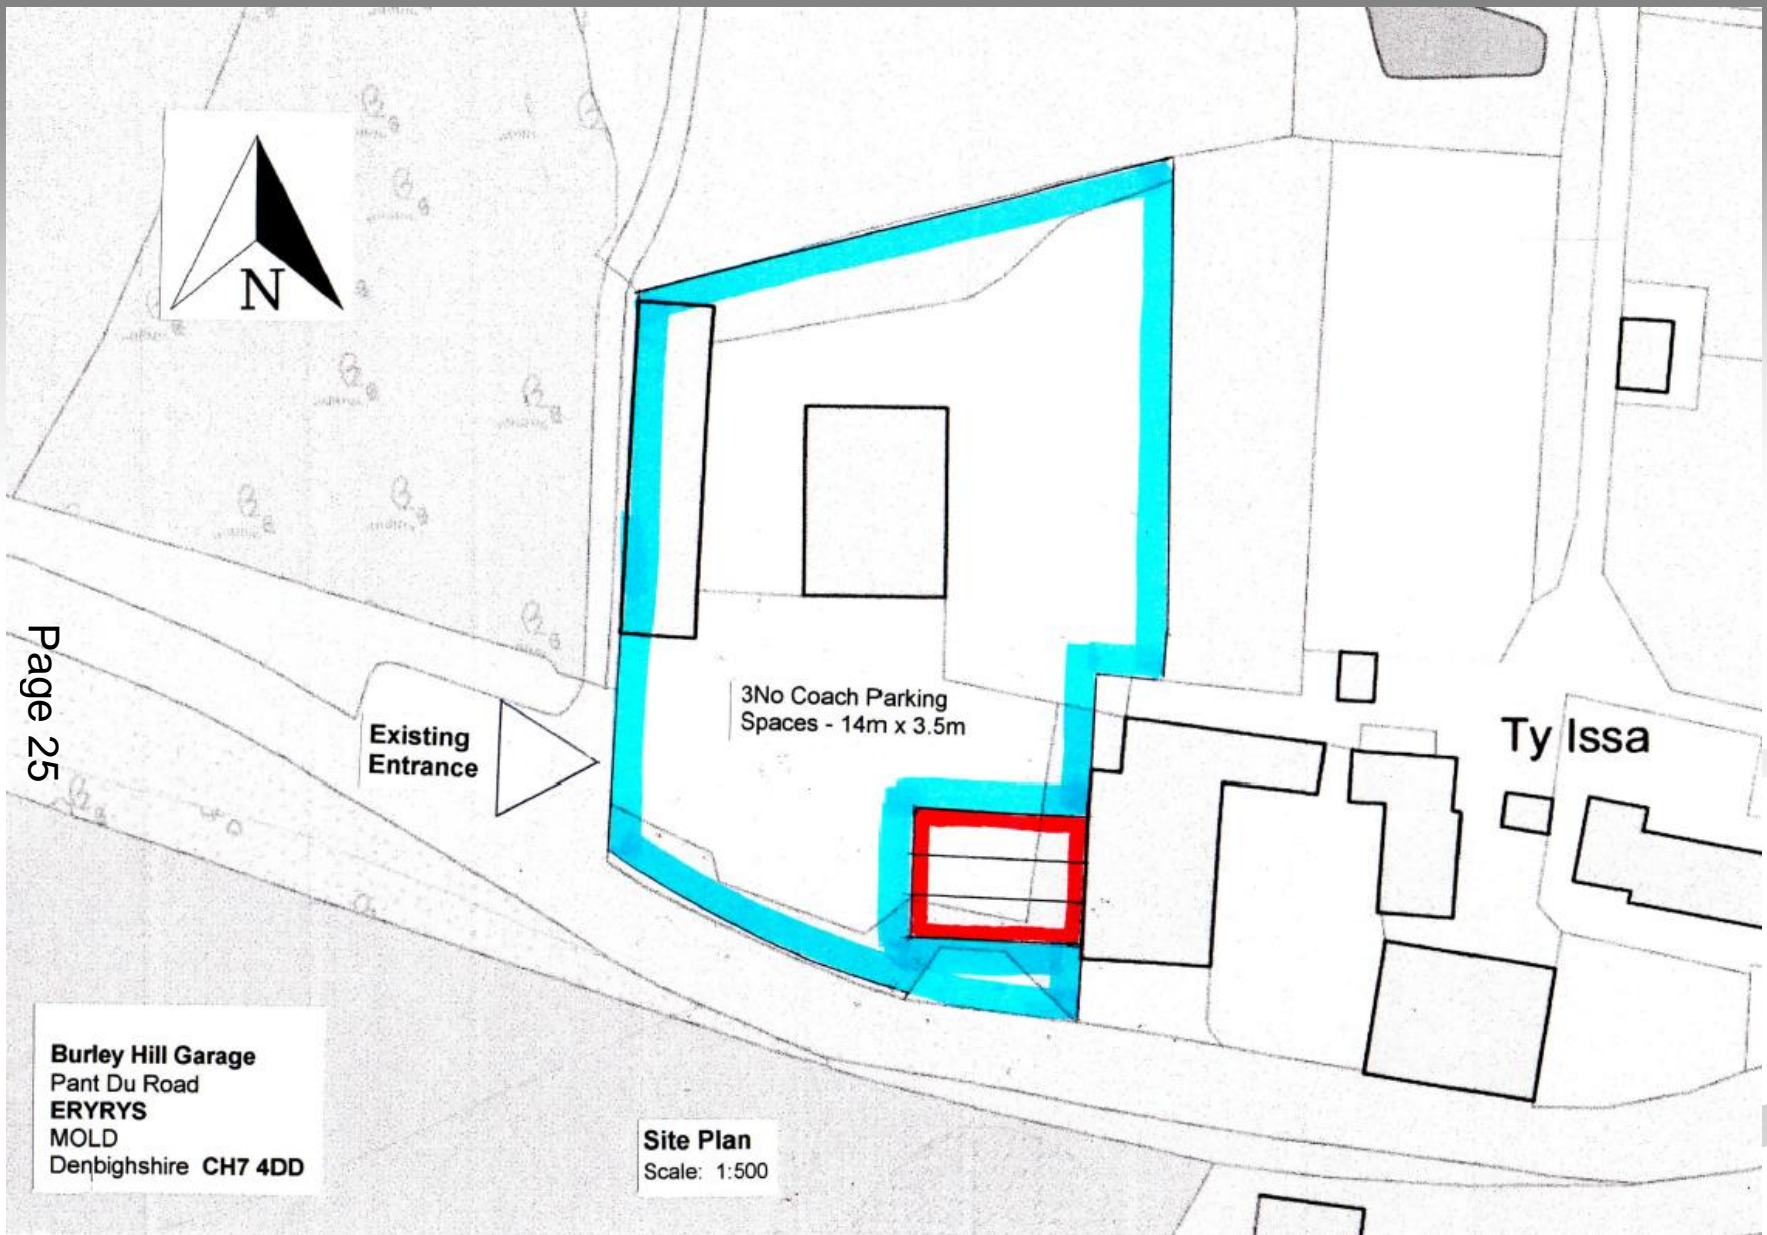 N
3No Coach Parking
Spaces - 14m x 3.5m
Existing
Entrance
Ty Issa
Page 25
Burley Hill Garage
Pant Du Road
ERYRYS
MOLD
Denbighshire CH7 4DD
Site Plan
Scale: 1:500